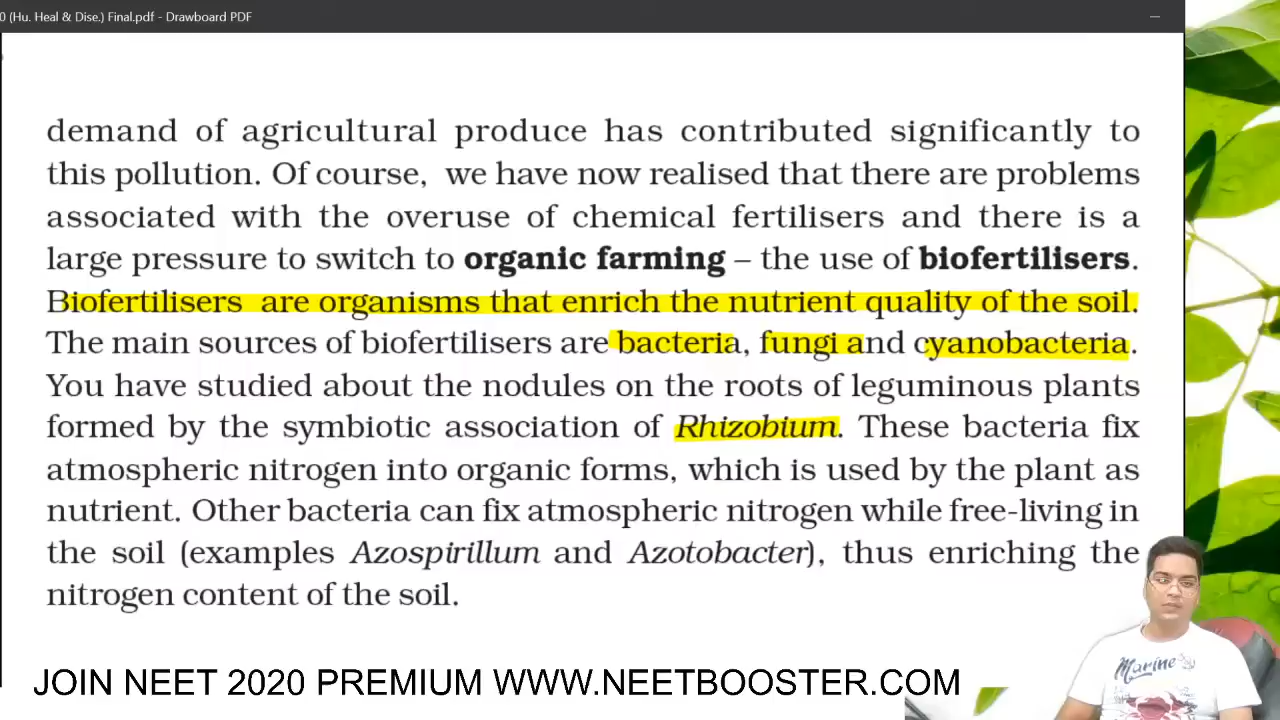 0 (Hu. Heal & Dise.) Final.pdf - Drawboard PDF
demand of agricultural produce has contributed significantly to
this pollution. Of course, we have now realised that there are problems
associated with the overuse of chemical fertilisers and there is a
large pressure to switch to organic farming – the use of biofertilisers.
Biofertilisers are organisms that enrich the nutrient quality of the soil.
The main sources of biofertilisers are bacteria, fungi and cyanobacteria.
You have studied about the nodules on the roots of leguminous plants
formed by the symbiotic association of Rhizobium. These bacteria fix
atmospheric nitrogen into organic forms, which is used by the plant as
nutrient. Other bacteria can fix atmospheric nitrogen while free-living in
the soil (examples Azospirillum and Azotobacter), thus enriching the
nitrogen content of the soil.
Marine
JOIN NEET 2020 PREMIUM WWW.NEETBOOSTER.COM